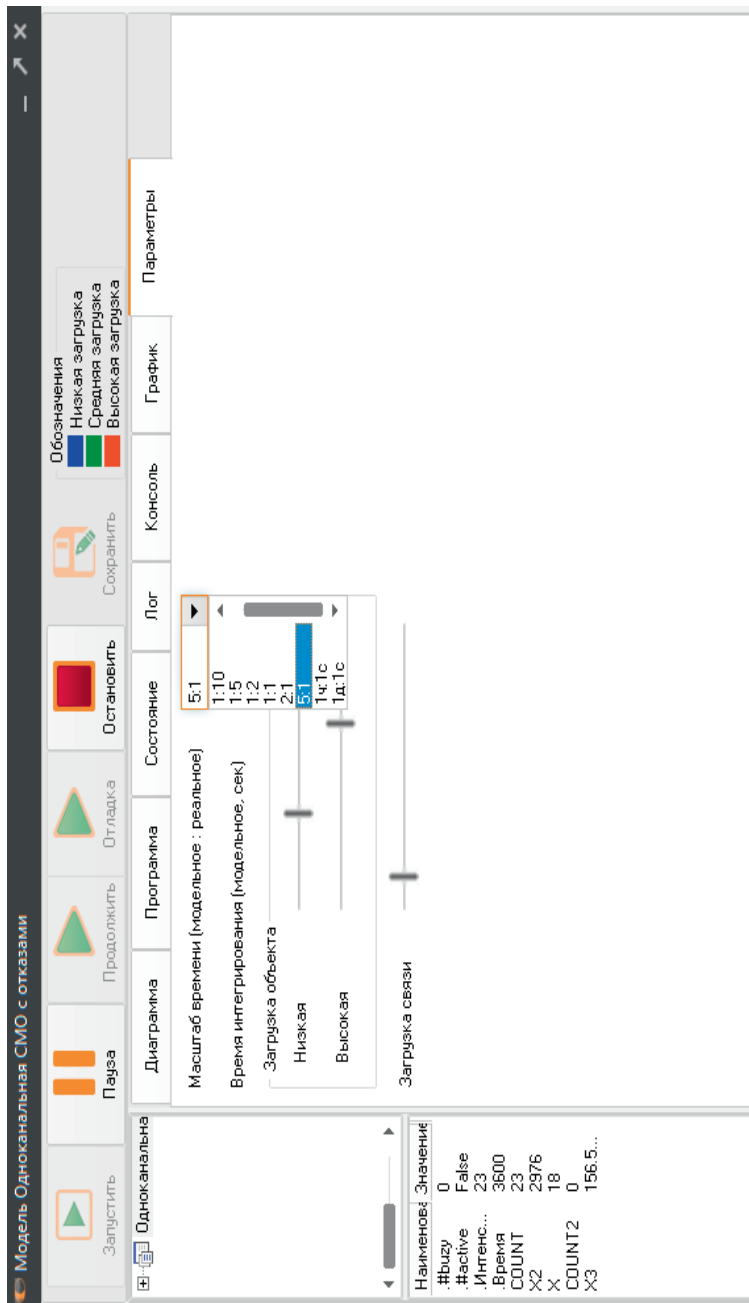 Модель Одноканальная СМО с отказами
Запустить
Пауза
Продолжить
Отладка
Остановить
Сохранить
Обозначения
Низкая загрузка
Средняя загрузка
Высокая загрузка
Одноканальна
Наименова Значение
.#buzy 0
.#active False
.Интенс... 23
.Время 3600
COUNT 23
X2 2976
X 18
COUNT2 0
X3 156.5...
Диаграмма
Программа
Состояние
Лог
Консоль
График
Параметры
Масштаб времени (модельное : реальное) 5:1
Время интегрирования (модельное, сек)
1:10
1:5
1:2
1:1
2:1
5:1
1ч:1с
1д:1с
Загрузка объекта
Низкая
Высокая
Загрузка связи